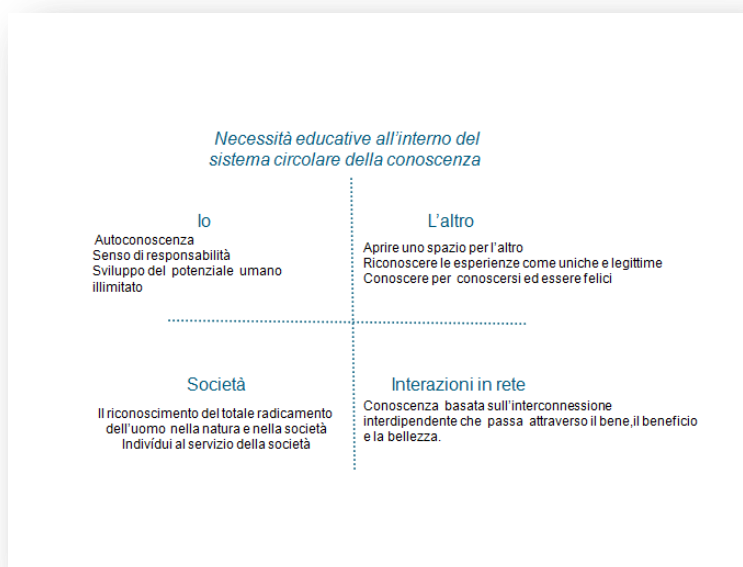 Necessità educative all'interno del
sistema circolare della conoscenza
Io
Autoconoscenza
Senso di responsabilità
Sviluppo del potenziale umano
illimitato
L'altro
Aprire uno spazio per l'altro
Riconoscere le esperienze come uniche e legittime
Conoscere per conoscersi ed essere felici
Società
Il riconoscimento del totale radicamento
dell'uomo nella natura e nella società
Indivídui al servizio della società
Interazioni in rete
Conoscenza basata sull'interconnessione
interdipendente che passa attraverso il bene,il beneficio
e la bellezza.